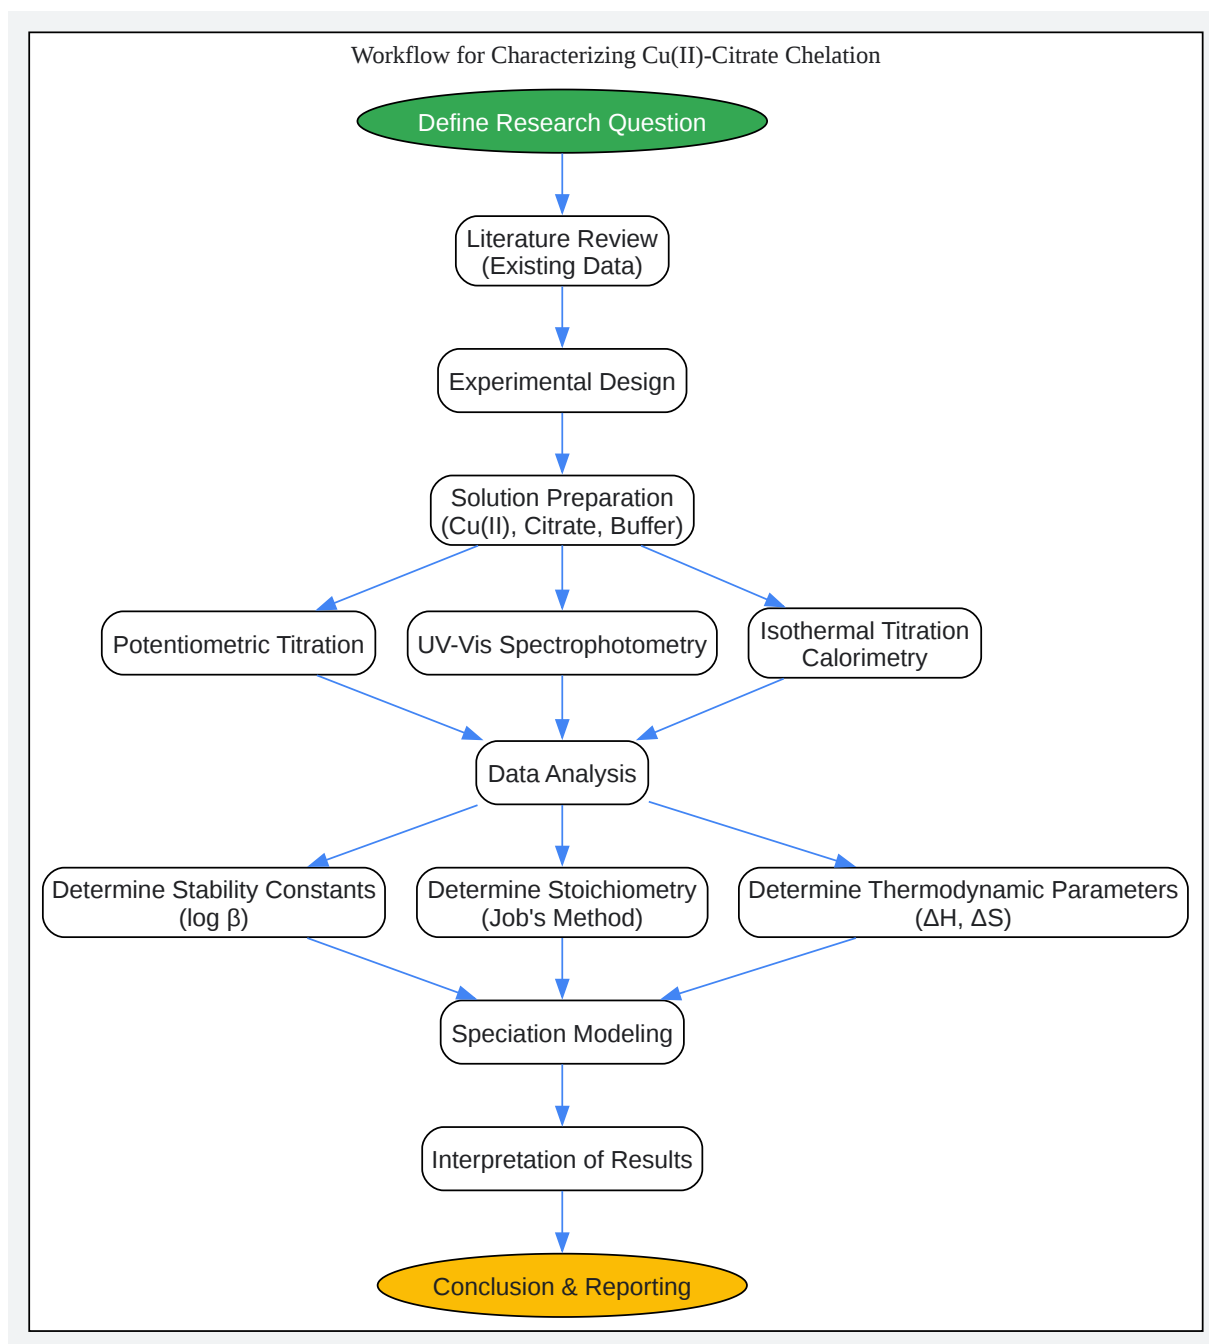 Workflow for Characterizing Cu(II)-Citrate Chelation
Define Research Question
Literature Review
(Existing Data)
Experimental Design
Solution Preparation
(Cu(II), Citrate, Buffer)
Potentiometric Titration
UV-Vis Spectrophotometry
Isothermal Titration
Calorimetry
Data Analysis
Determine Stability Constants
(log β)
Determine Stoichiometry
(Job's Method)
Determine Thermodynamic Parameters
(ΔH, ΔS)
Speciation Modeling
Interpretation of Results
Conclusion & Reporting